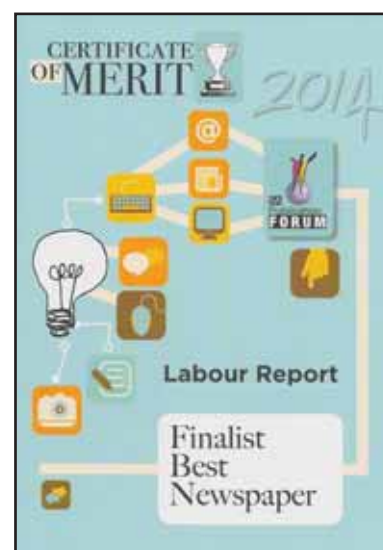 CERTIFICATE
OF MERIT
2014
@
FORUM
Labour Report
Finalist
Best
Newspaper